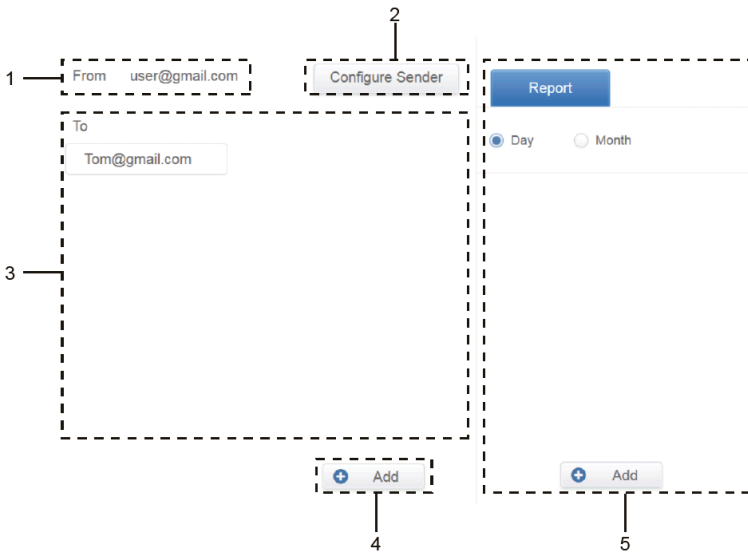 2
1
From user@gmail.com
Configure Sender
Report
To
Day
Month
Tom@gmail.com
3
Add
Add
4
5